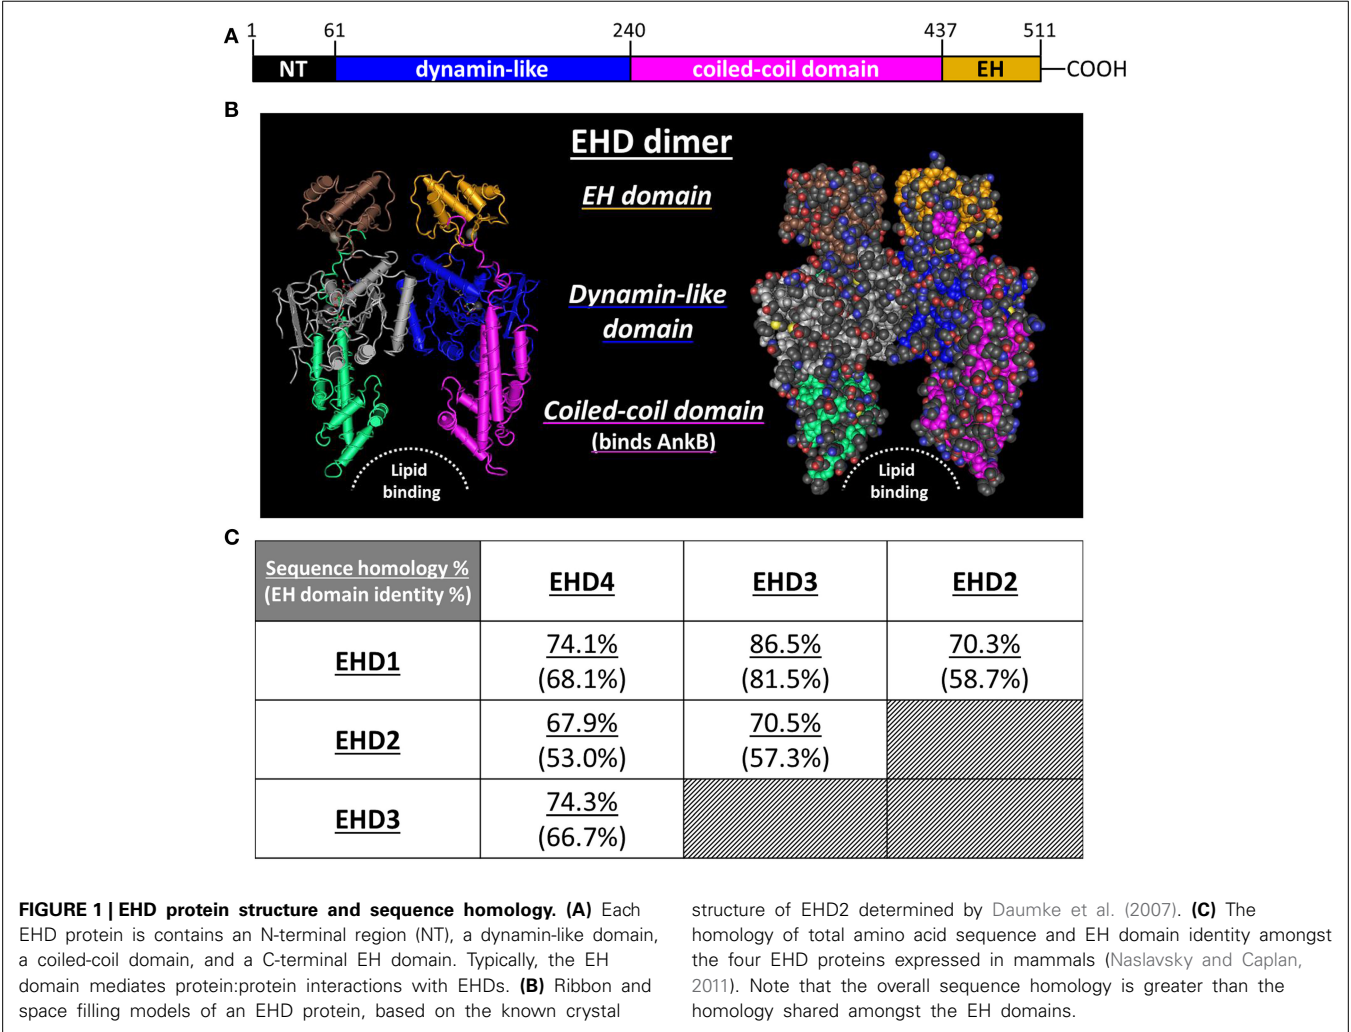 A
1 61 240 437 511
NT dynamin-like coiled-coil domain EH COOH
B
EHD dimer
EH domain
Dynamin-like
domain
Coiled-coil domain
(binds AnkB)
Lipid
binding
Lipid
binding
C
Sequence homology %
(EH domain identity %)
EHD4 EHD3 EHD2
EHD1
74.1% 86.5% 70.3%
(68.1%) (81.5%) (58.7%)
EHD2
67.9% 70.5%
(53.0%) (57.3%)
EHD3
74.3%
(66.7%)
FIGURE 1 | EHD protein structure and sequence homology. (A) Each
EHD protein is contains an N-terminal region (NT), a dynamin-like domain,
a coiled-coil domain, and a C-terminal EH domain. Typically, the EH
domain mediates protein:protein interactions with EHDs. (B) Ribbon and
space filling models of an EHD protein, based on the known crystal
structure of EHD2 determined by Daumke et al. (2007). (C) The
homology of total amino acid sequence and EH domain identity amongst
the four EHD proteins expressed in mammals (Naslavsky and Caplan,
2011). Note that the overall sequence homology is greater than the
homology shared amongst the EH domains.